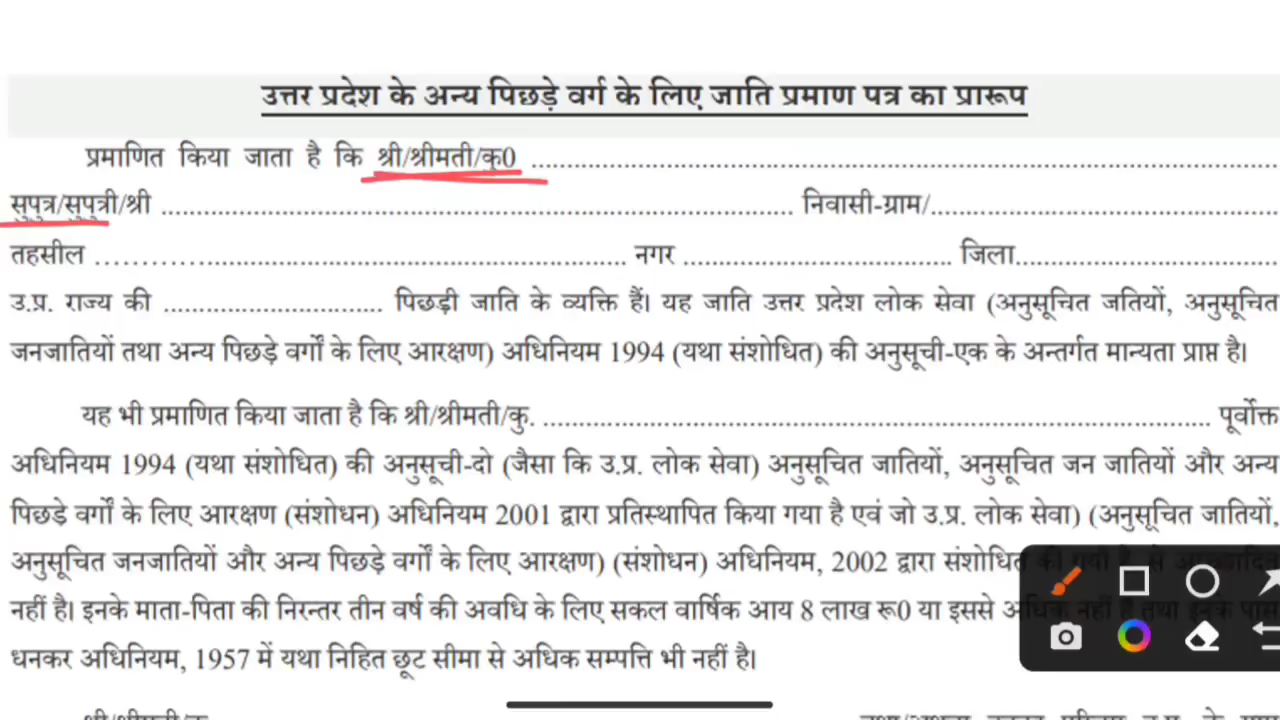 उत्तर प्रदेश के अन्य पिछड़े वर्ग के लिए जाति प्रमाण पत्र का प्रारूप
प्रमाणित किया जाता है कि श्री/श्रीमती/कु0 ........................................
सुपुत्र/सुपुत्री/श्री ........................................ निवासी-ग्राम/........................................
तहसील ........................................ नगर .............................. जिला..............................
उ.प्र. राज्य की ............................... पिछड़ी जाति के व्यक्ति हैं। यह जाति उत्तर प्रदेश लोक सेवा (अनुसूचित जतियों, अनुसूचित
जनजातियों तथा अन्य पिछड़े वर्गों के लिए आरक्षण) अधिनियम 1994 (यथा संशोधित) की अनुसूची-एक के अन्तर्गत मान्यता प्राप्त है।
यह भी प्रमाणित किया जाता है कि श्री/श्रीमती/कु. ........................................ पूर्वोक्त
अधिनियम 1994 (यथा संशोधित) की अनुसूची-दो (जैसा कि उ.प्र. लोक सेवा) अनुसूचित जातियों, अनुसूचित जन जातियों और अन्य
पिछड़े वर्गों के लिए आरक्षण (संशोधन) अधिनियम 2001 द्वारा प्रतिस्थापित किया गया है एवं जो उ.प्र. लोक सेवा) (अनुसूचित जातियों,
अनुसूचित जनजातियों और अन्य पिछड़े वर्गों के लिए आरक्षण) (संशोधन) अधिनियम, 2002 द्वारा संशोधित की गयी है, से
नहीं है। इनके माता-पिता की निरन्तर तीन वर्ष की अवधि के लिए सकल वार्षिक आय 8 लाख रू0 या इससे अधिक नहीं है तथा इनके पास
धनकर अधिनियम, 1957 में यथा निहित छूट सीमा से अधिक सम्पत्ति भी नहीं है।